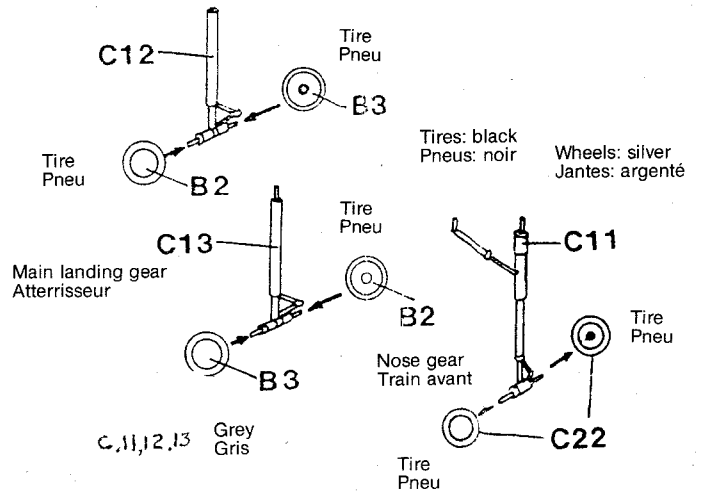 Tire
Pneu
C12
B3
Tire
Pneu
B2
Tires: black
Pneus: noir
Wheels: silver
Jantes: argenté
Tire
Pneu
C13
C11
Main landing gear
Atterrisseur
B2
B3
Tire
Pneu
Nose gear
Train avant
C.11,12,13
Grey
Gris
C22
Tire
Pneu